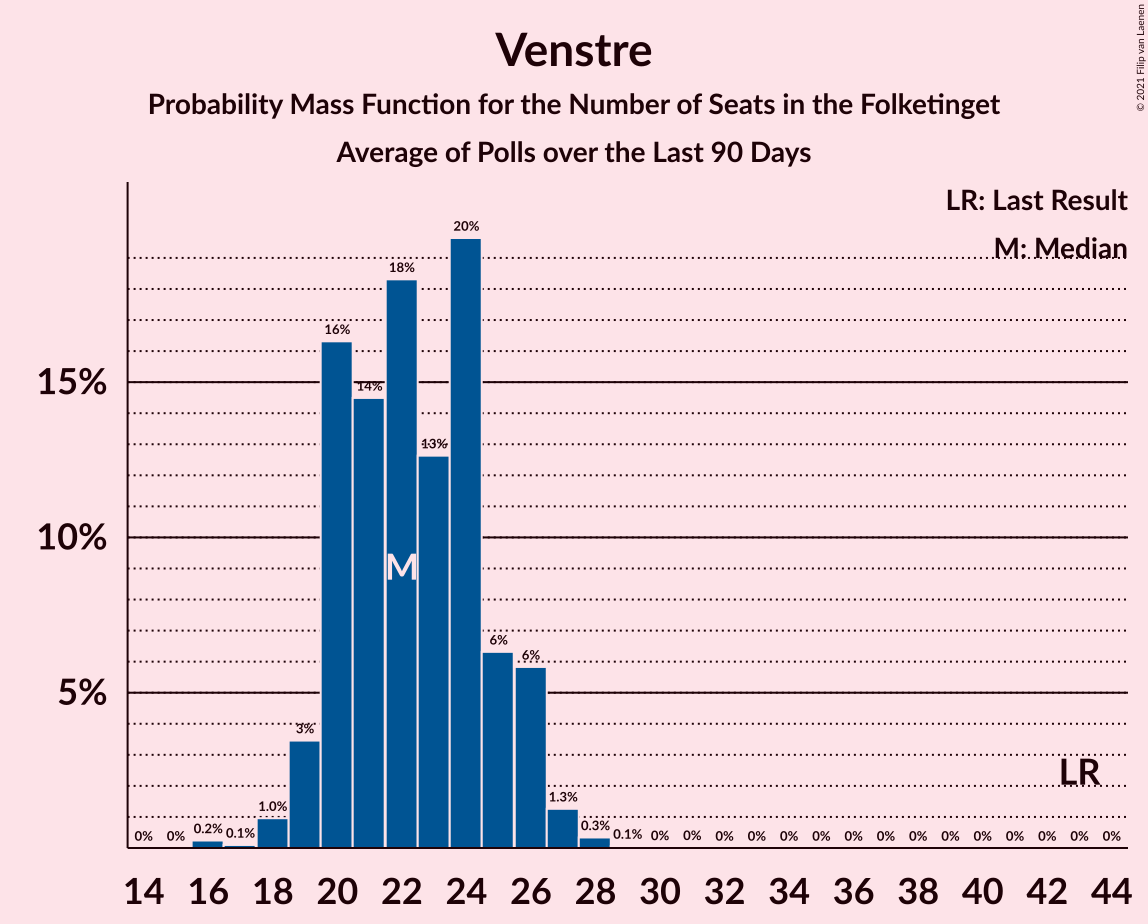 Venstre
Probability Mass Function for the Number of Seats in the Folketinget
Average of Polls over the Last 90 Days
© 2021 Filip van Laenen
LR: Last Result
M: Median
15%
10%
5%
0% 0% 0.2% 0.1% 1.0% 3% 16% 14% 18% 13% 20% 6% 6% 1.3% 0.3% 0.1% 0% 0% 0% 0% 0% 0% 0% 0% 0% 0% 0% 0% 0% 0% 0%
M
LR
14 16 18 20 22 24 26 28 30 32 34 36 38 40 42 44